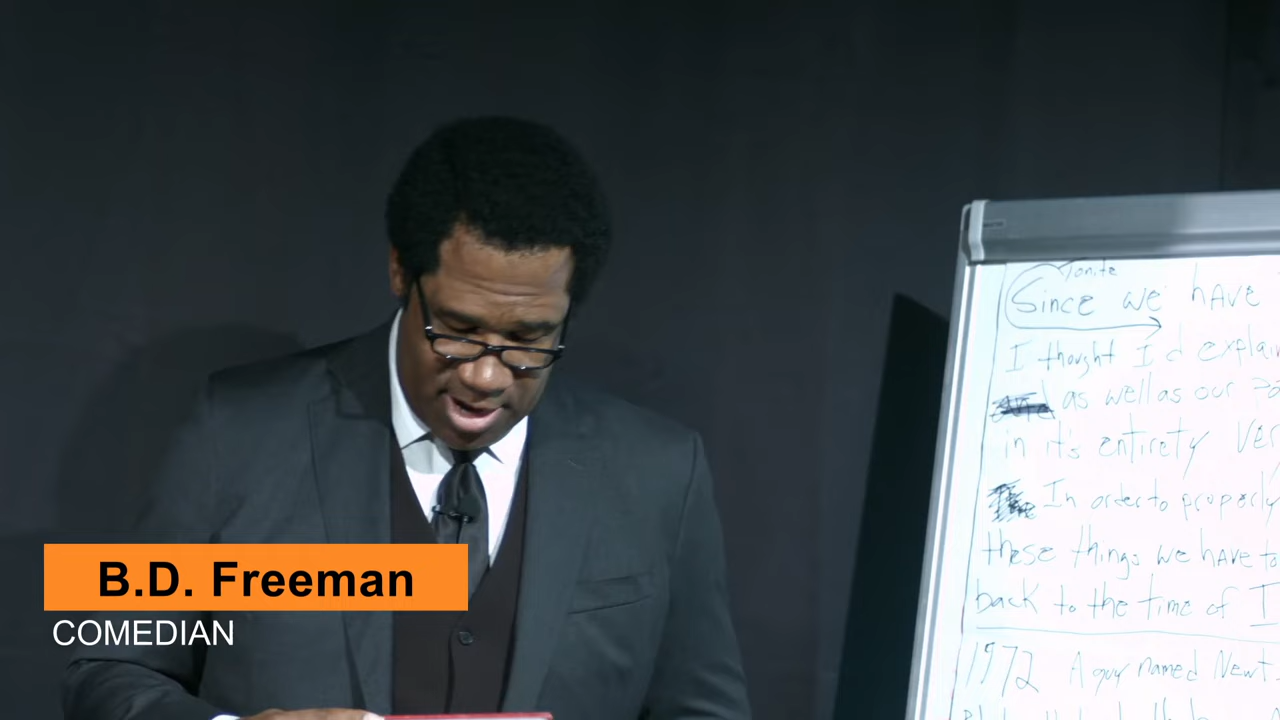 B.D. Freeman
COMEDIAN
Tonite
Since we have
I thought I'd explain
as well as our
in it's entirety
In order to properly
these things we have to
back to the time of
1972 A guy named Newt